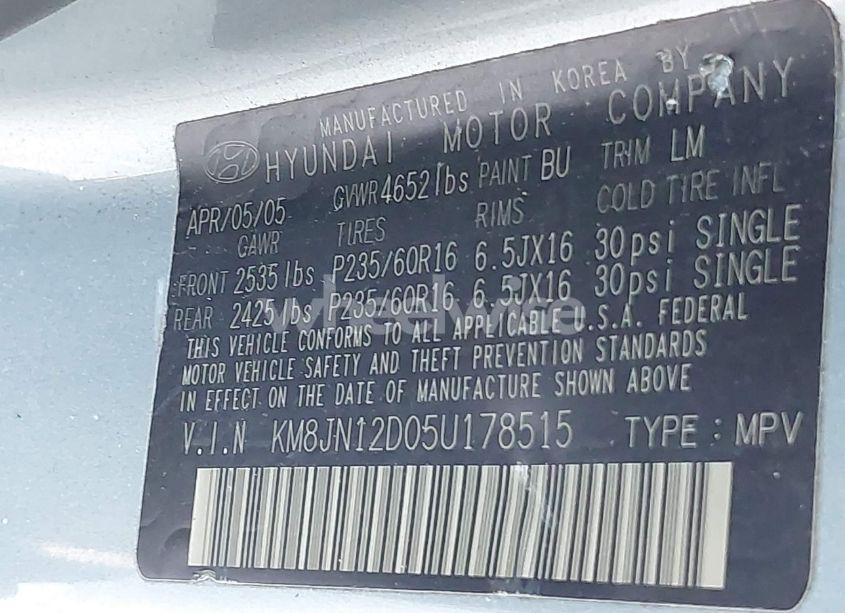 MANUFACTURED IN KOREA BY
HYUNDAI MOTOR COMPANY
APR/05/05 GVWR 4652 lbs PAINT BU TRIM LM
GAWR TIRES RIMS COLD TIRE INFL
FRONT 2535 lbs P235/60R16 6.5JX16 30psi SINGLE
REAR 2425 lbs P235/60R16 6.5JX16 30psi SINGLE
wheelwire
THIS VEHICLE CONFORMS TO ALL APPLICABLE U.S.A. FEDERAL
MOTOR VEHICLE SAFETY AND THEFT PREVENTION STANDARDS
IN EFFECT ON THE DATE OF MANUFACTURE SHOWN ABOVE
V.I.N KM8JN12D05U178515 TYPE : MPV